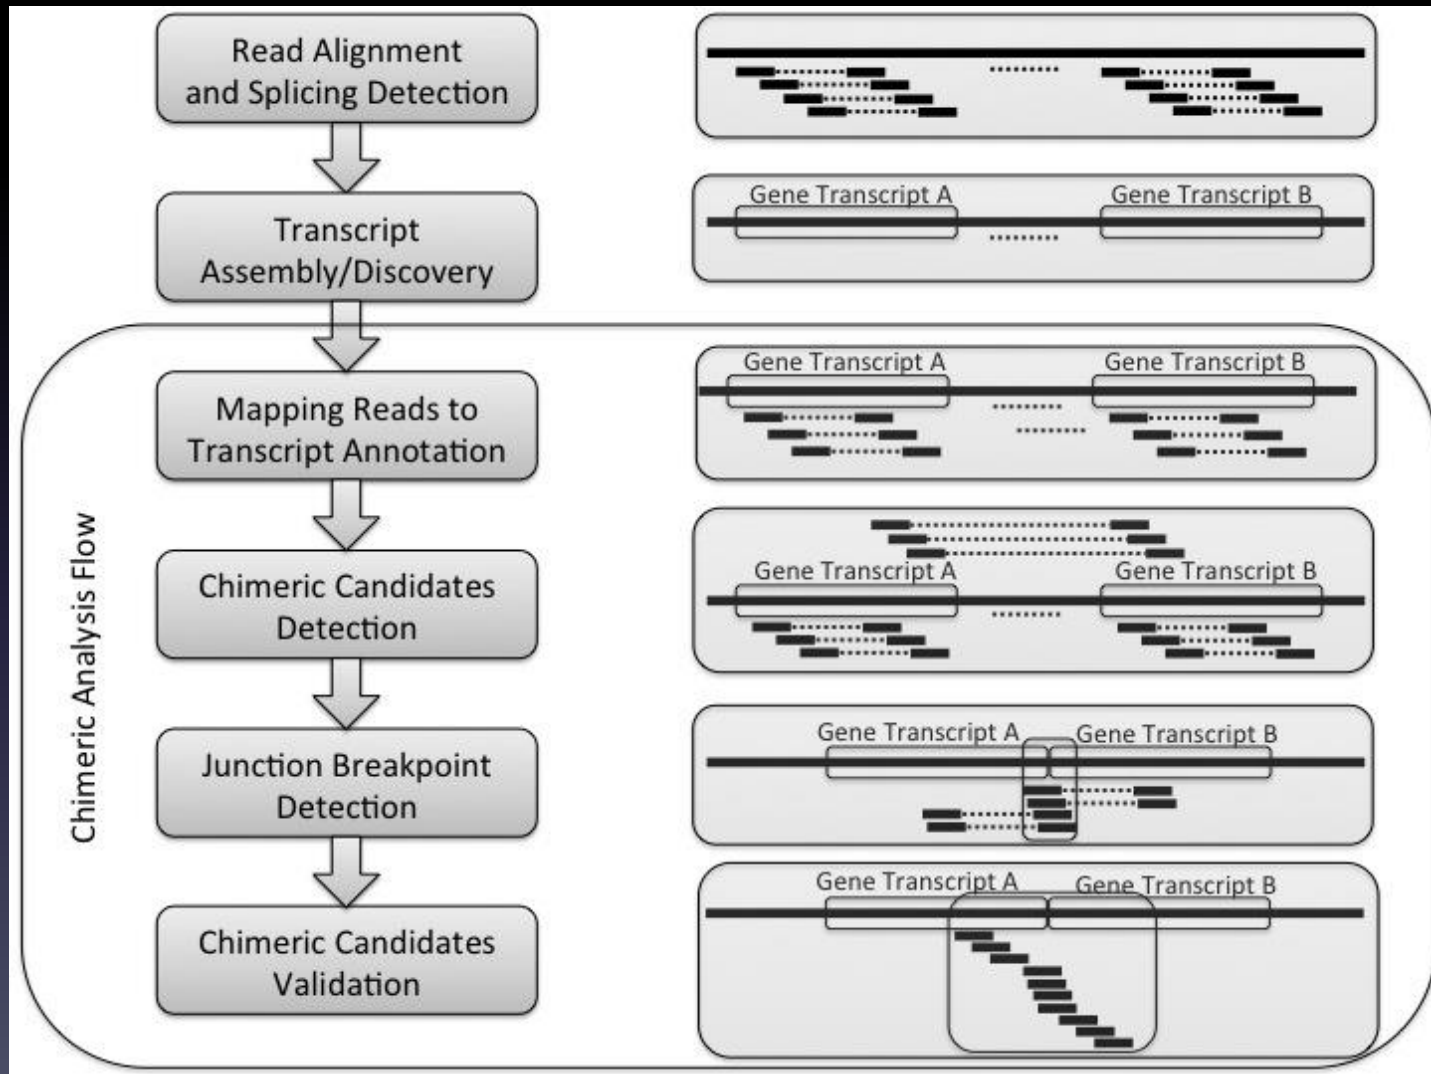 Read Alignment
and Splicing Detection
Transcript
Assembly/Discovery
Gene Transcript A
Gene Transcript B
Chimeric Analysis Flow
Mapping Reads to
Transcript Annotation
Gene Transcript A
Gene Transcript B
Chimeric Candidates
Detection
Gene Transcript A
Gene Transcript B
Junction Breakpoint
Detection
Gene Transcript A
Gene Transcript B
Chimeric Candidates
Validation
Gene Transcript A
Gene Transcript B